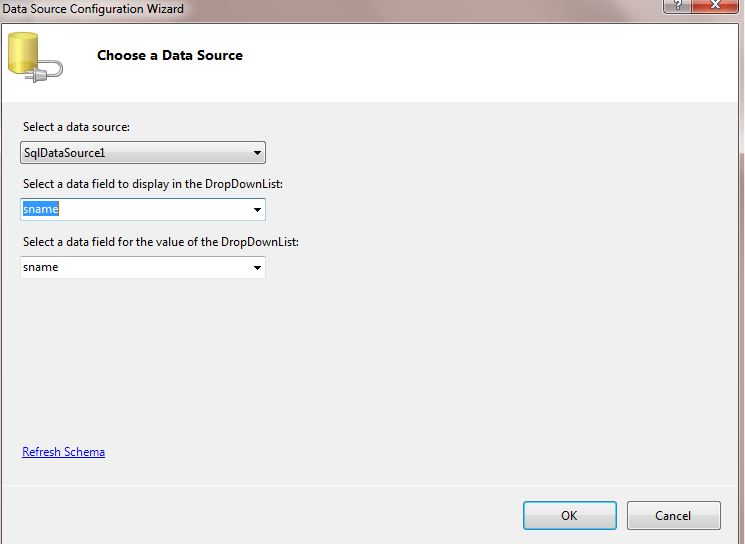 Data Source Configuration Wizard
?
Choose a Data Source
Select a data source:
SqlDataSource1
Select a data field to display in the DropDownList:
sname
Select a data field for the value of the DropDownList:
sname
Refresh Schema
OK Cancel